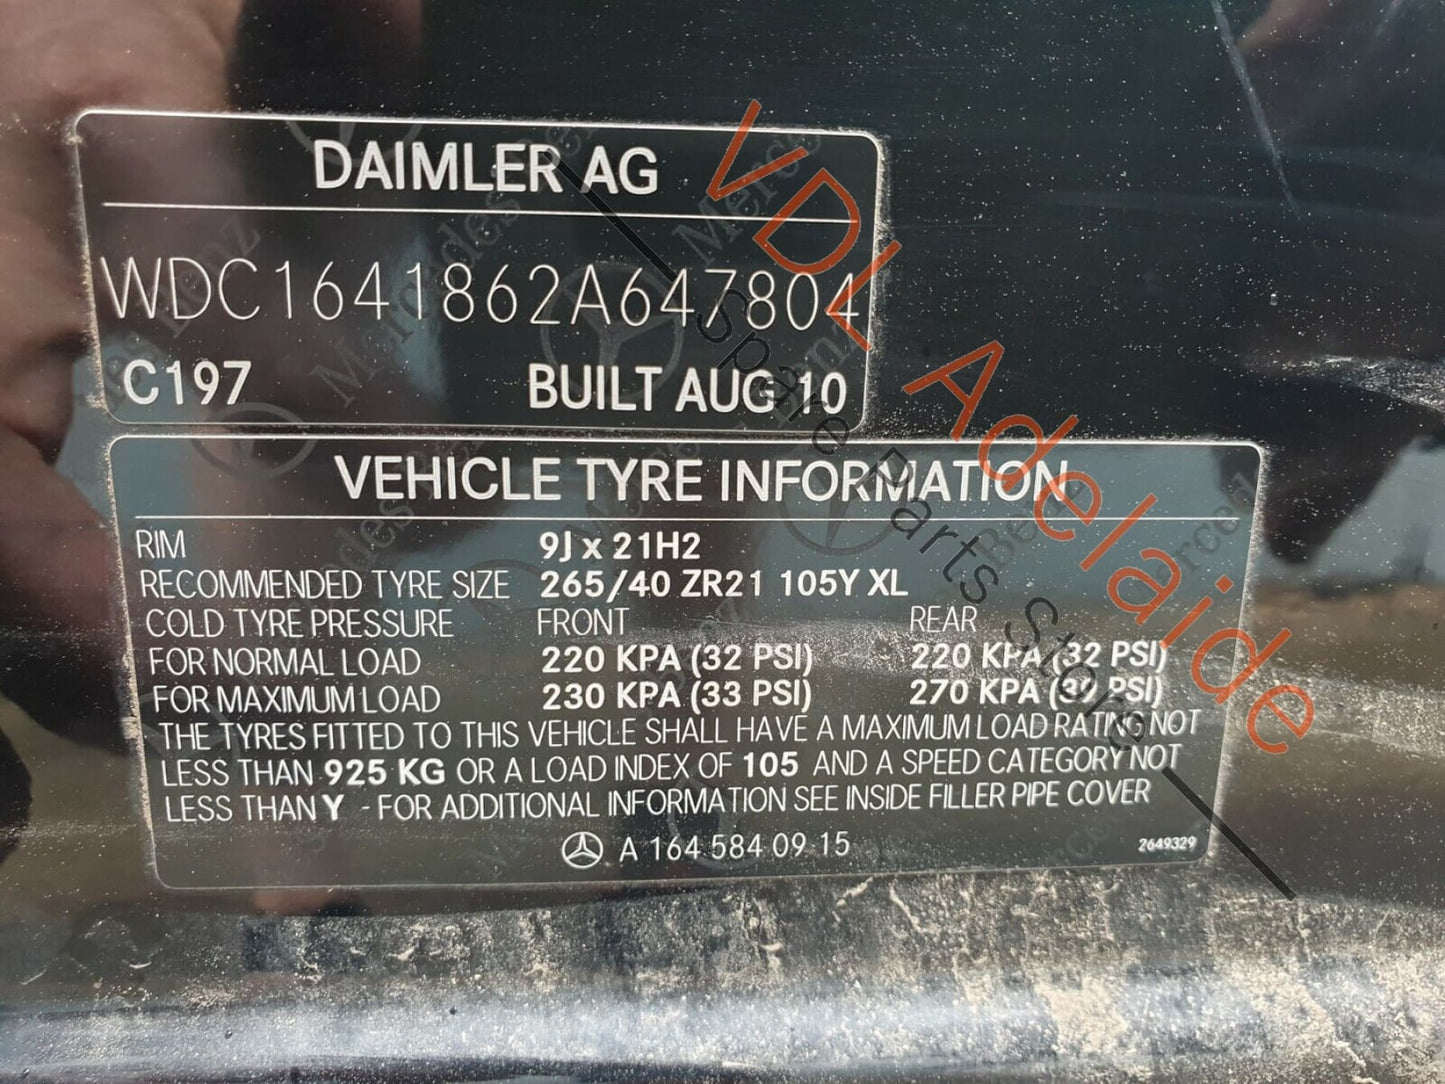 DAIMLER AG
WDC1641862A647804
C197 BUILT AUG 10
VEHICLE TYRE INFORMATION
RIM 9J x 21H2
RECOMMENDED TYRE SIZE 265/40 ZR21 105Y XL
COLD TYRE PRESSURE FRONT REAR
FOR NORMAL LOAD 220 KPA (32 PSI) 220 KPA (32 PSI)
FOR MAXIMUM LOAD 230 KPA (33 PSI) 270 KPA (39 PSI)
THE TYRES FITTED TO THIS VEHICLE SHALL HAVE A MAXIMUM LOAD RATING NOT
LESS THAN 925 KG OR A LOAD INDEX OF 105 AND A SPEED CATEGORY NOT
LESS THAN Y - FOR ADDITIONAL INFORMATION SEE INSIDE FILLER PIPE COVER
A 164 584 09 15 2649329
VDL Adelaide
Spare Parts Store
Mercedes Benz